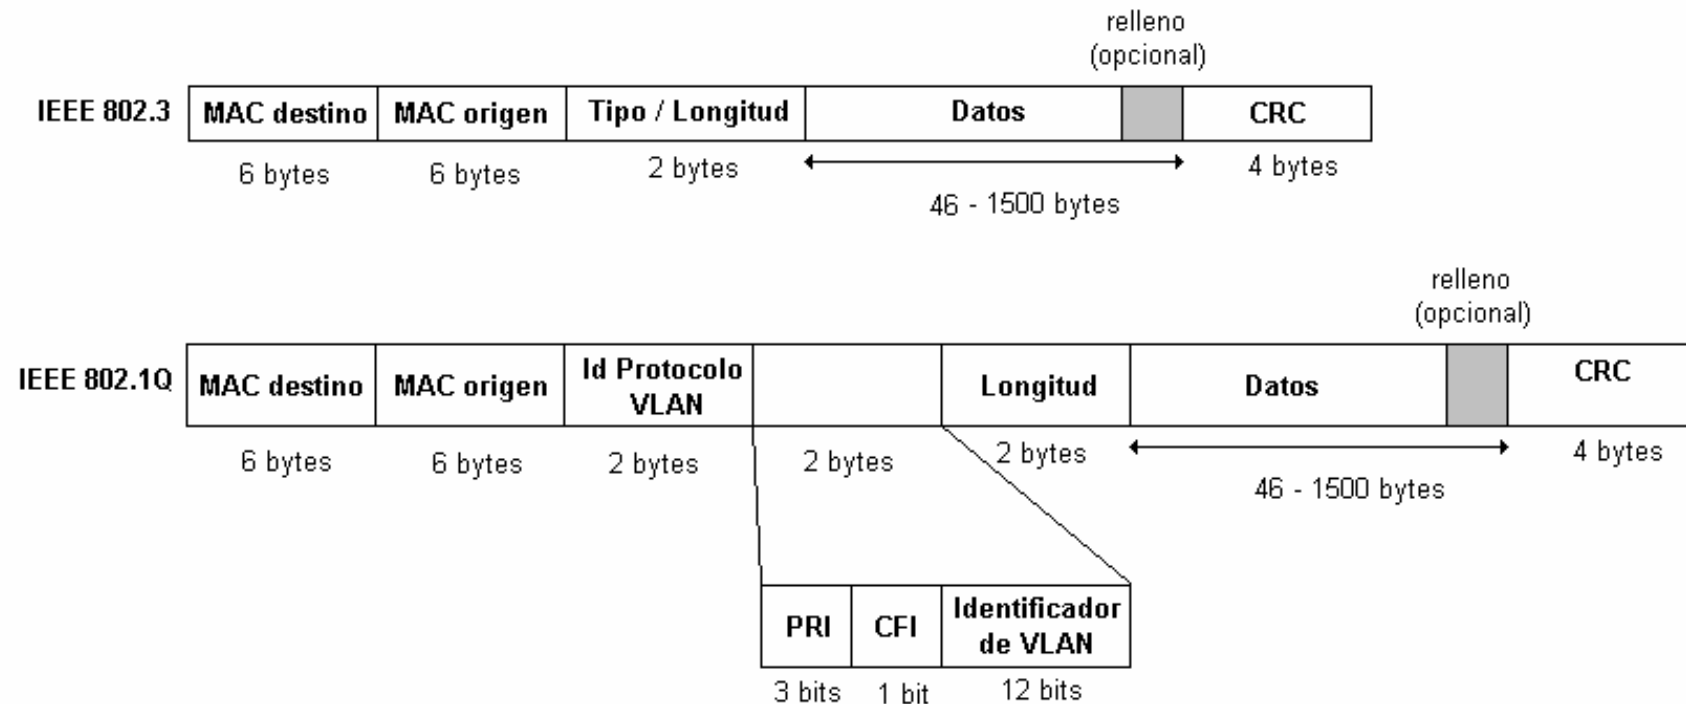 relleno
(opcional)
IEEE 802.3 MAC destino MAC origen Tipo / Longitud Datos CRC
6 bytes 6 bytes 2 bytes 4 bytes
46 - 1500 bytes
relleno
(opcional)
IEEE 802.1Q MAC destino MAC origen Id Protocolo VLAN Longitud Datos CRC
6 bytes 6 bytes 2 bytes 2 bytes 2 bytes 4 bytes
46 - 1500 bytes
PRI CFI Identificador de VLAN
3 bits 1 bit 12 bits